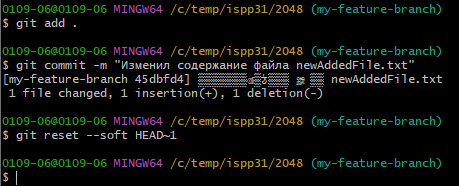 0109-06@0109-06 MINGW64 /c/temp/ispp31/2048 (my-feature-branch)
$ git add .
0109-06@0109-06 MINGW64 /c/temp/ispp31/2048 (my-feature-branch)
$ git commit -m "Изменил содержание файла newAddedFile.txt"
[my-feature-branch 45dbfd4] newAddedFile.txt
1 file changed, 1 insertion(+), 1 deletion(-)
0109-06@0109-06 MINGW64 /c/temp/ispp31/2048 (my-feature-branch)
$ git reset --soft HEAD~1
0109-06@0109-06 MINGW64 /c/temp/ispp31/2048 (my-feature-branch)
$